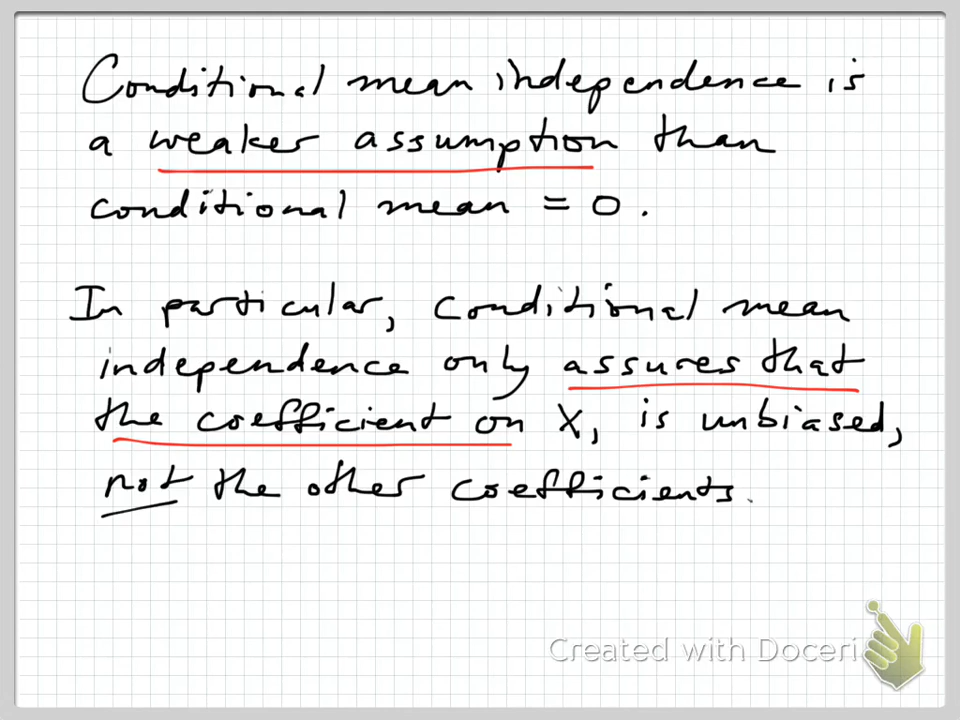 Conditional mean independence is
a weaker assumption than
conditional mean = 0.
In particular, conditional mean
independence only assures that
the coefficient on X, is unbiased,
not the other coefficients.
Created with Doceri